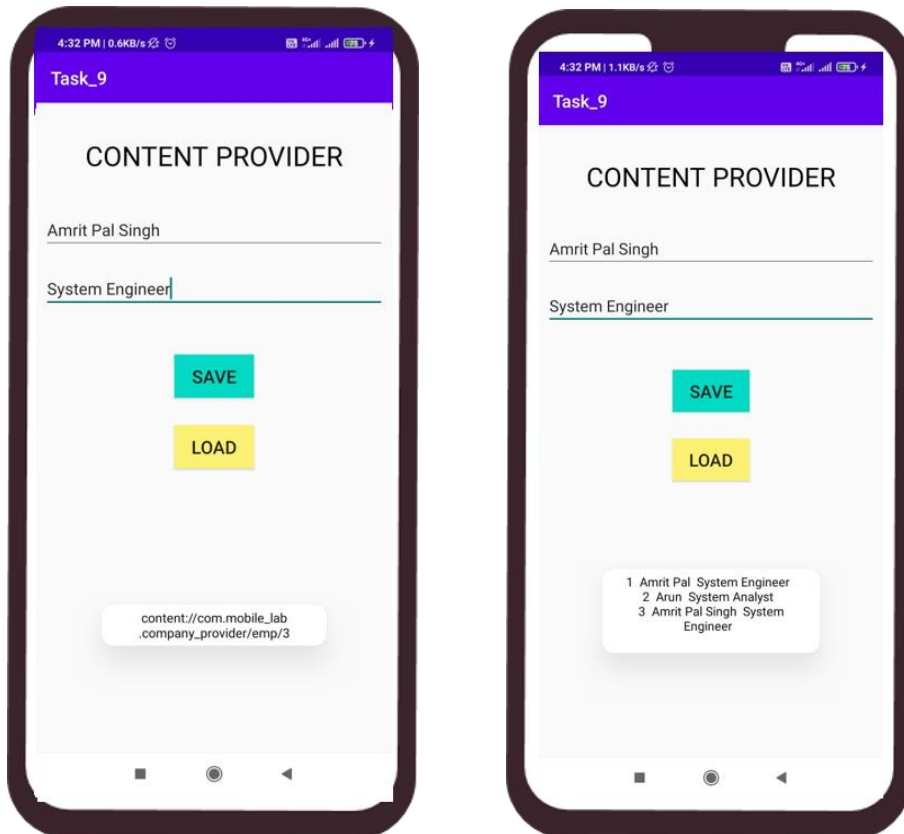 4:32 PM | 0.6KB/s
Task_9
CONTENT PROVIDER
Amrit Pal Singh
System Engineer
SAVE
LOAD
content://com.mobile_lab
.company_provider/emp/3
4:32 PM | 1.1KB/s
Task_9
CONTENT PROVIDER
Amrit Pal Singh
System Engineer
SAVE
LOAD
1 Amrit Pal System Engineer
2 Arun System Analyst
3 Amrit Pal Singh System
Engineer